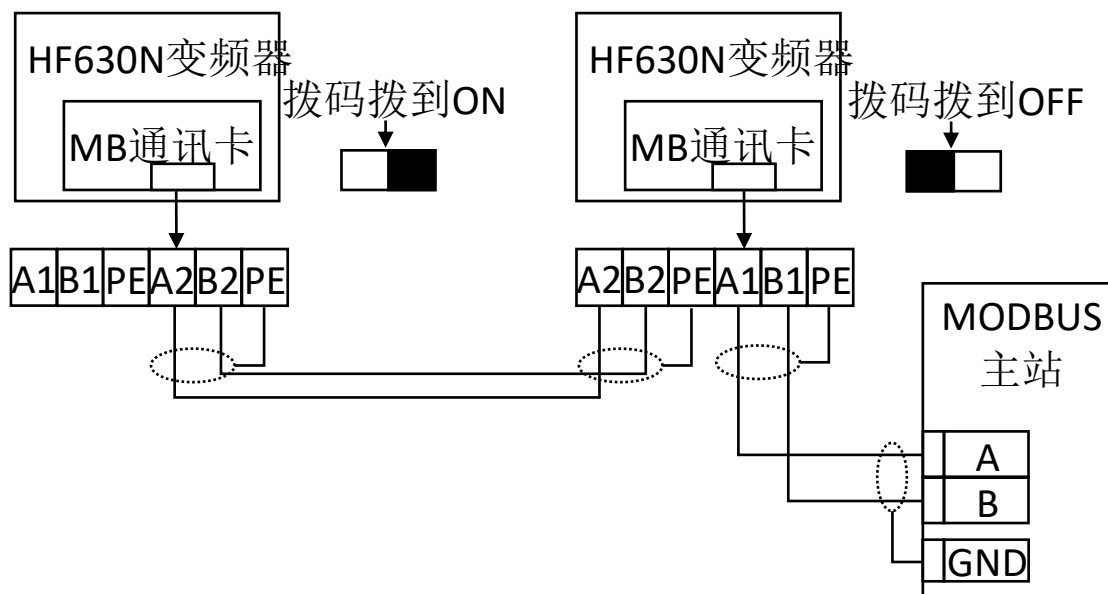 HF630N变频器
拨码拨到ON
MB通讯卡
HF630N变频器
拨码拨到OFF
MB通讯卡
A1 B1 PE A2 B2 PE
A2 B2 PE A1 B1 PE
MODBUS
主站
A
B
GND